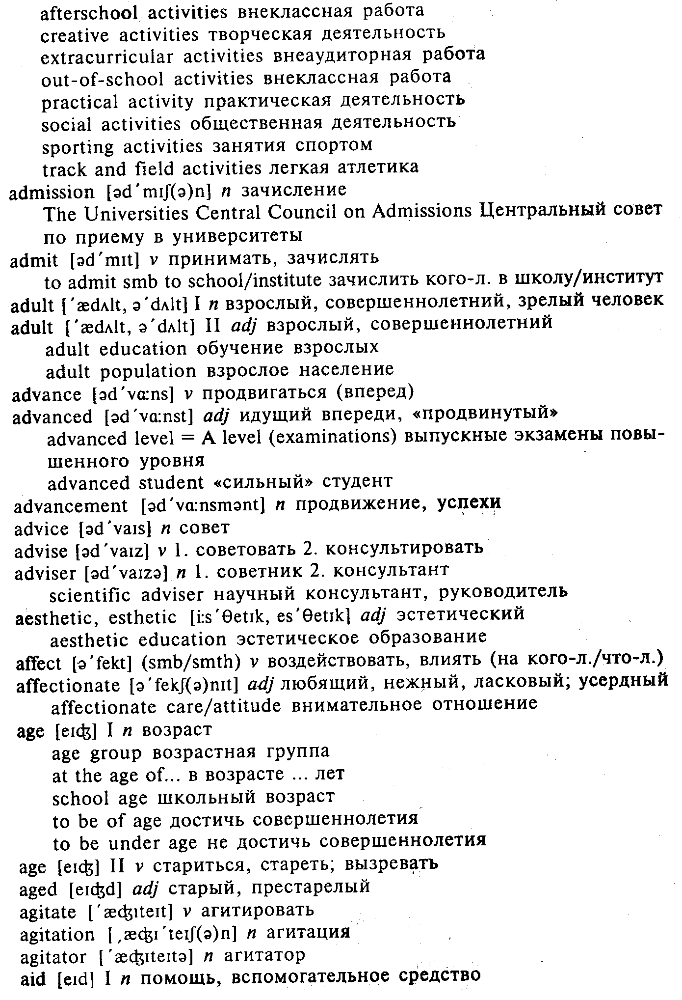 afterschool activities внеклассная работа
creative activities творческая деятельность
extracurricular activities внеаудиторная работа
out-of-school activities внеклассная работа
practical activity практическая деятельность
social activities общественная деятельность
sporting activities занятия спортом
track and field activities легкая атлетика
admission [əd′mɪʃ(ə)n] n зачисление
The Universities Central Council on Admissions Центральный совет
по приему в университеты
admit [əd′mɪt] v принимать, зачислять
to admit smb to school/institute зачислить кого-л. в школу/институт
adult [′ædʌlt, ə′dʌlt] I n взрослый, совершеннолетний, зрелый человек
adult [′ædʌlt, ə′dʌlt] II adj взрослый, совершеннолетний
adult education обучение взрослых
adult population взрослое население
advance [əd′vɑ:ns] v продвигаться (вперед)
advanced [əd′vɑ:nst] adj идущий впереди, «продвинутый»
advanced level = A level (examinations) выпускные экзамены повы-
шенного уровня
advanced student «сильный» студент
advancement [əd′vɑ:nsmənt] n продвижение, успехи
advice [əd′vaɪs] n совет
advise [əd′vaɪz] v 1. советовать 2. консультировать
adviser [əd′vaɪzə] n 1. советник 2. консультант
scientific adviser научный консультант, руководитель
aesthetic, esthetic [i:s′θetɪk, es′θetɪk] adj эстетический
aesthetic education эстетическое образование
affect [ə′fekt] (smb/smth) v воздействовать, влиять (на кого-л./что-л.)
affectionate [ə′fekʃ(ə)nɪt] adj любящий, нежный, ласковый; усердный
affectionate care/attitude внимательное отношение
age [eɪʤ] I n возраст
age group возрастная группа
at the age of... в возрасте ... лет
school age школьный возраст
to be of age достичь совершеннолетия
to be under age не достичь совершеннолетия
age [eɪʤ] II v стариться, стареть; вызревать
aged [eɪʤd] adj старый, престарелый
agitate [′æʤɪteɪt] v агитировать
agitation [ˌæʤɪ′teɪʃ(ə)n] n агитация
agitator [′æʤɪteɪtə] n агитатор
aid [eɪd] I n помощь, вспомогательное средство